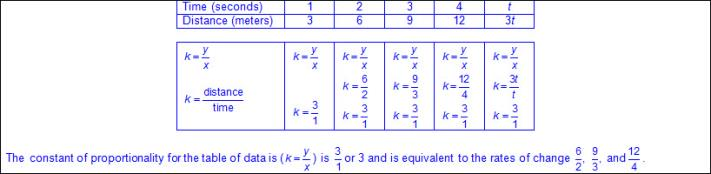 Time (seconds) 1 2 3 4 t
Distance (meters) 3 6 9 12 3t
k = y/x k = y/x k = y/x k = y/x k = y/x k = y/x
k = distance/time k = 6/2 k = 9/3 k = 12/4 k = 3t/t
k = 3/1 k = 3/1 k = 3/1 k = 3/1 k = 3/1
The constant of proportionality for the table of data is (k = y/x) is 3/1 or 3 and is equivalent to the rates of change 6/2, 9/3, and 12/4.